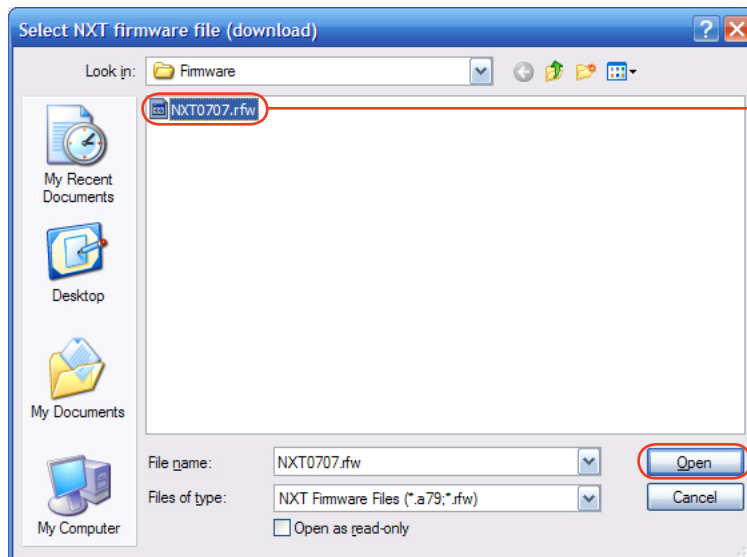 Select NXT firmware file (download)
Look in:
Firmware
NXT0707.rfw
My Recent
Documents
Desktop
My Documents
My Computer
File name:
NXT0707.rfw
Open
Files of type:
NXT Firmware Files (*.a79;*.rfw)
Cancel
Open as read-only